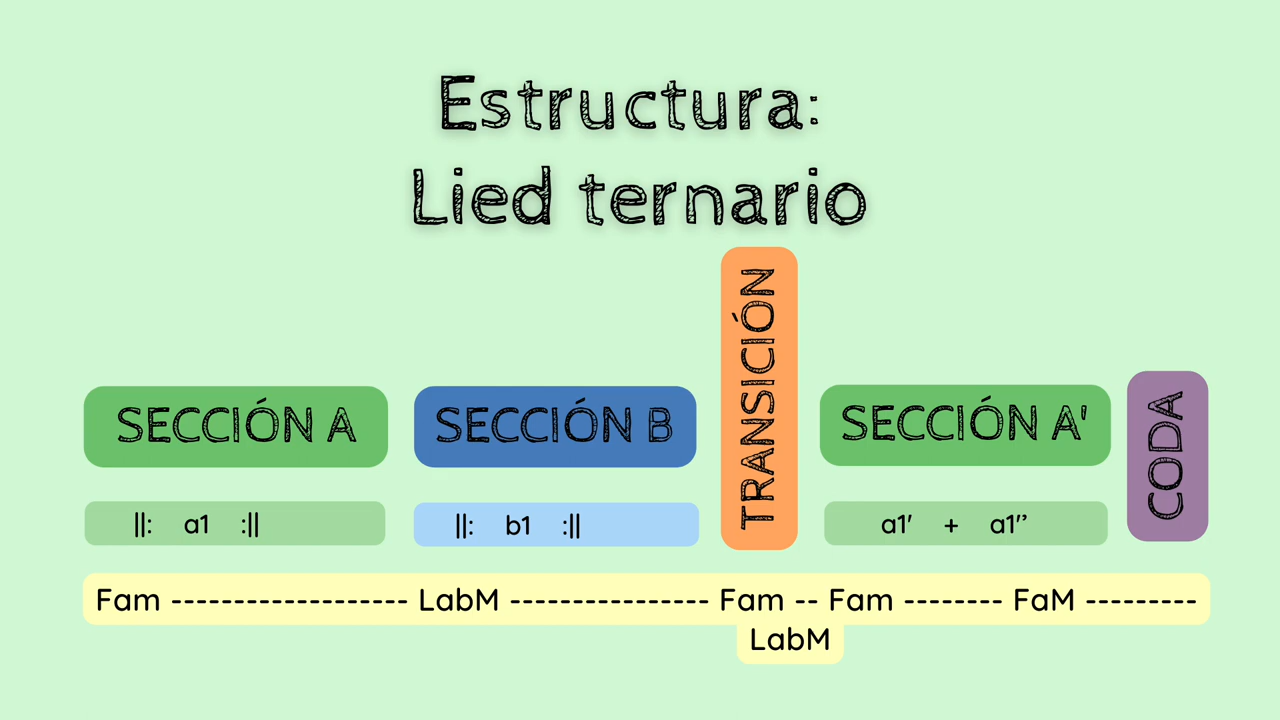 Estructura:
Lied ternario
SECCIÓN A
SECCIÓN B
TRANSICIÓN
SECCIÓN A'
CODA
||: a1 :||
||: b1 :||
a1' + a1''
Fam ------------------- LabM ---------------- Fam -- Fam -------- FaM ---------
LabM